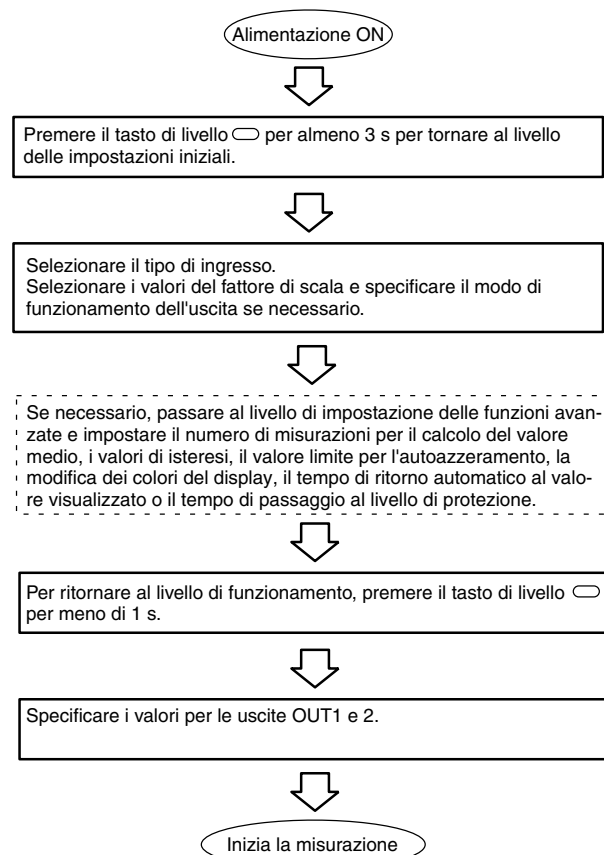 Alimentazione ON
Premere il tasto di livello per almeno 3 s per tornare al livello
delle impostazioni iniziali.
Selezionare il tipo di ingresso.
Selezionare i valori del fattore di scala e specificare il modo di
funzionamento dell'uscita se necessario.
Se necessario, passare al livello di impostazione delle funzioni avan-
zate e impostare il numero di misurazioni per il calcolo del valore
medio, i valori di isteresi, il valore limite per l'autoazzeramento, la
modifica dei colori del display, il tempo di ritorno automatico al valo-
re visualizzato o il tempo di passaggio al livello di protezione.
Per ritornare al livello di funzionamento, premere il tasto di livello
per meno di 1 s.
Specificare i valori per le uscite OUT1 e 2.
Inizia la misurazione